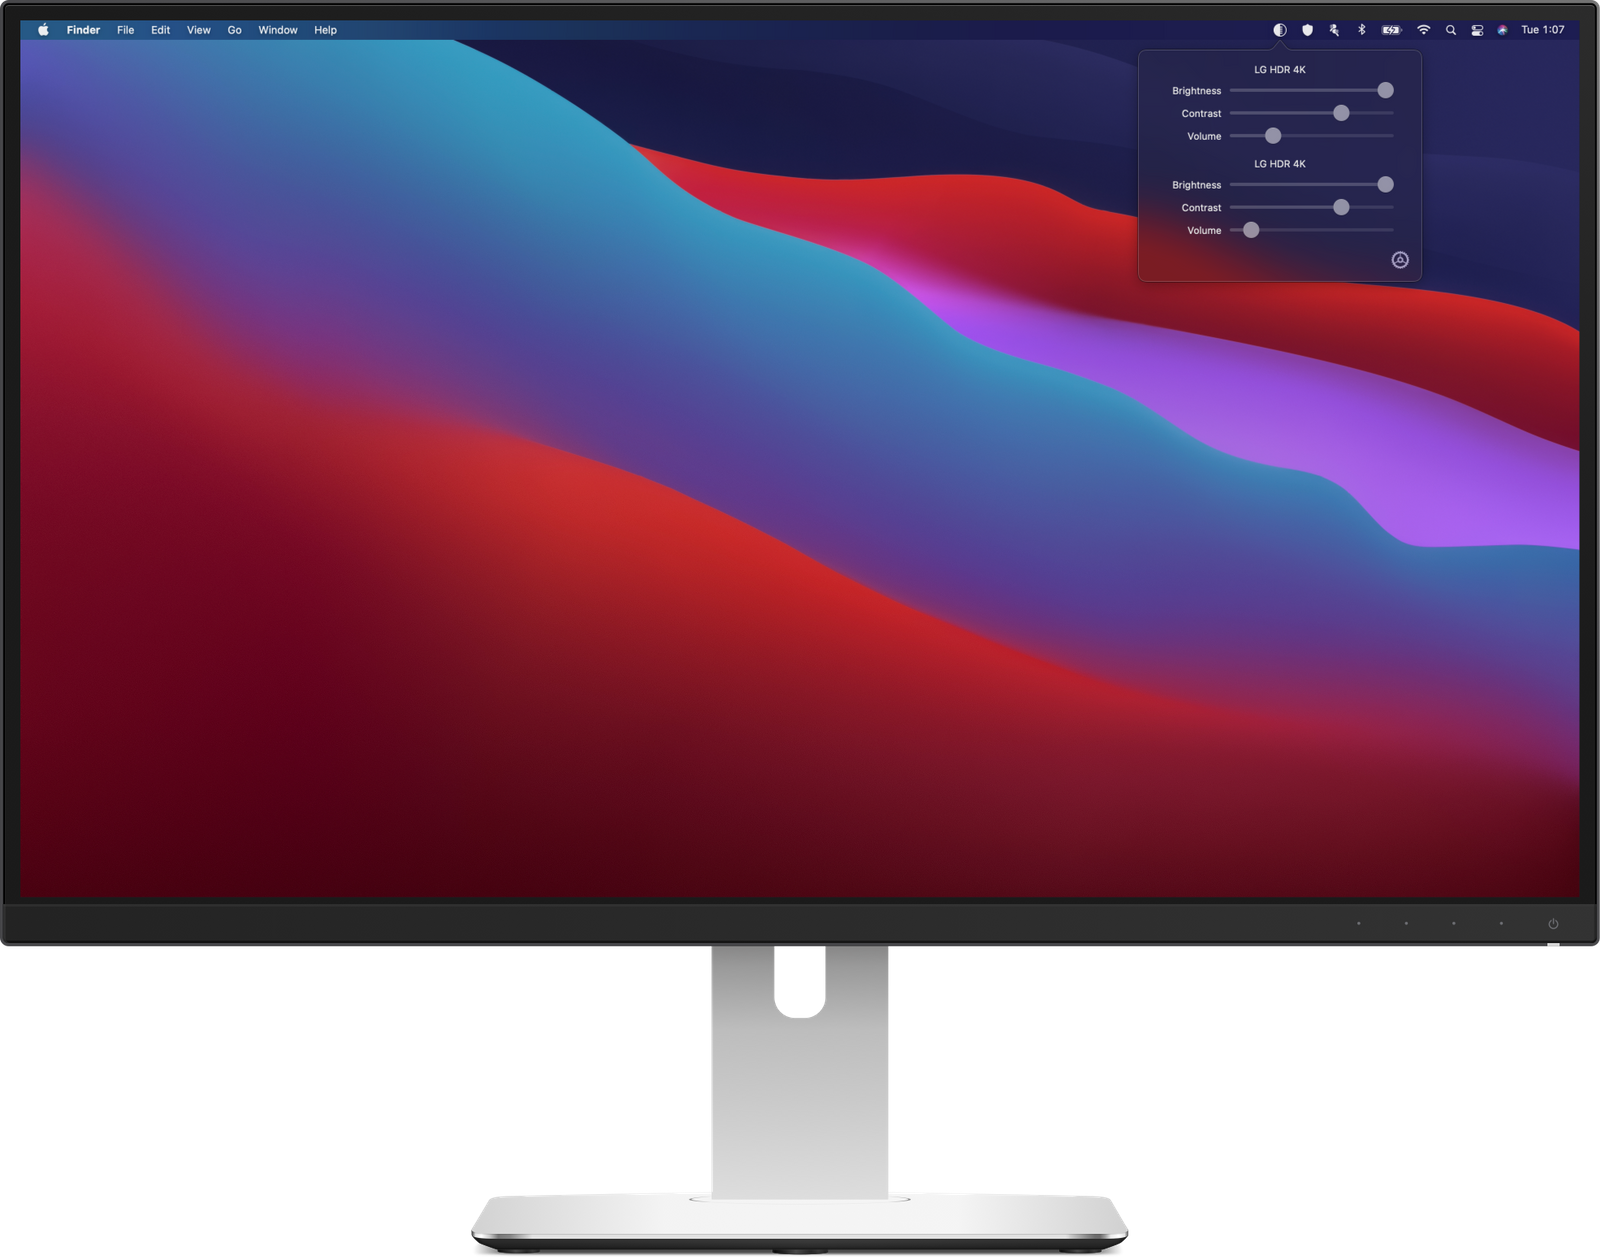 Finder File Edit View Go Window Help Tue 1:07
LG HDR 4K
Brightness
Contrast
Volume
LG HDR 4K
Brightness
Contrast
Volume